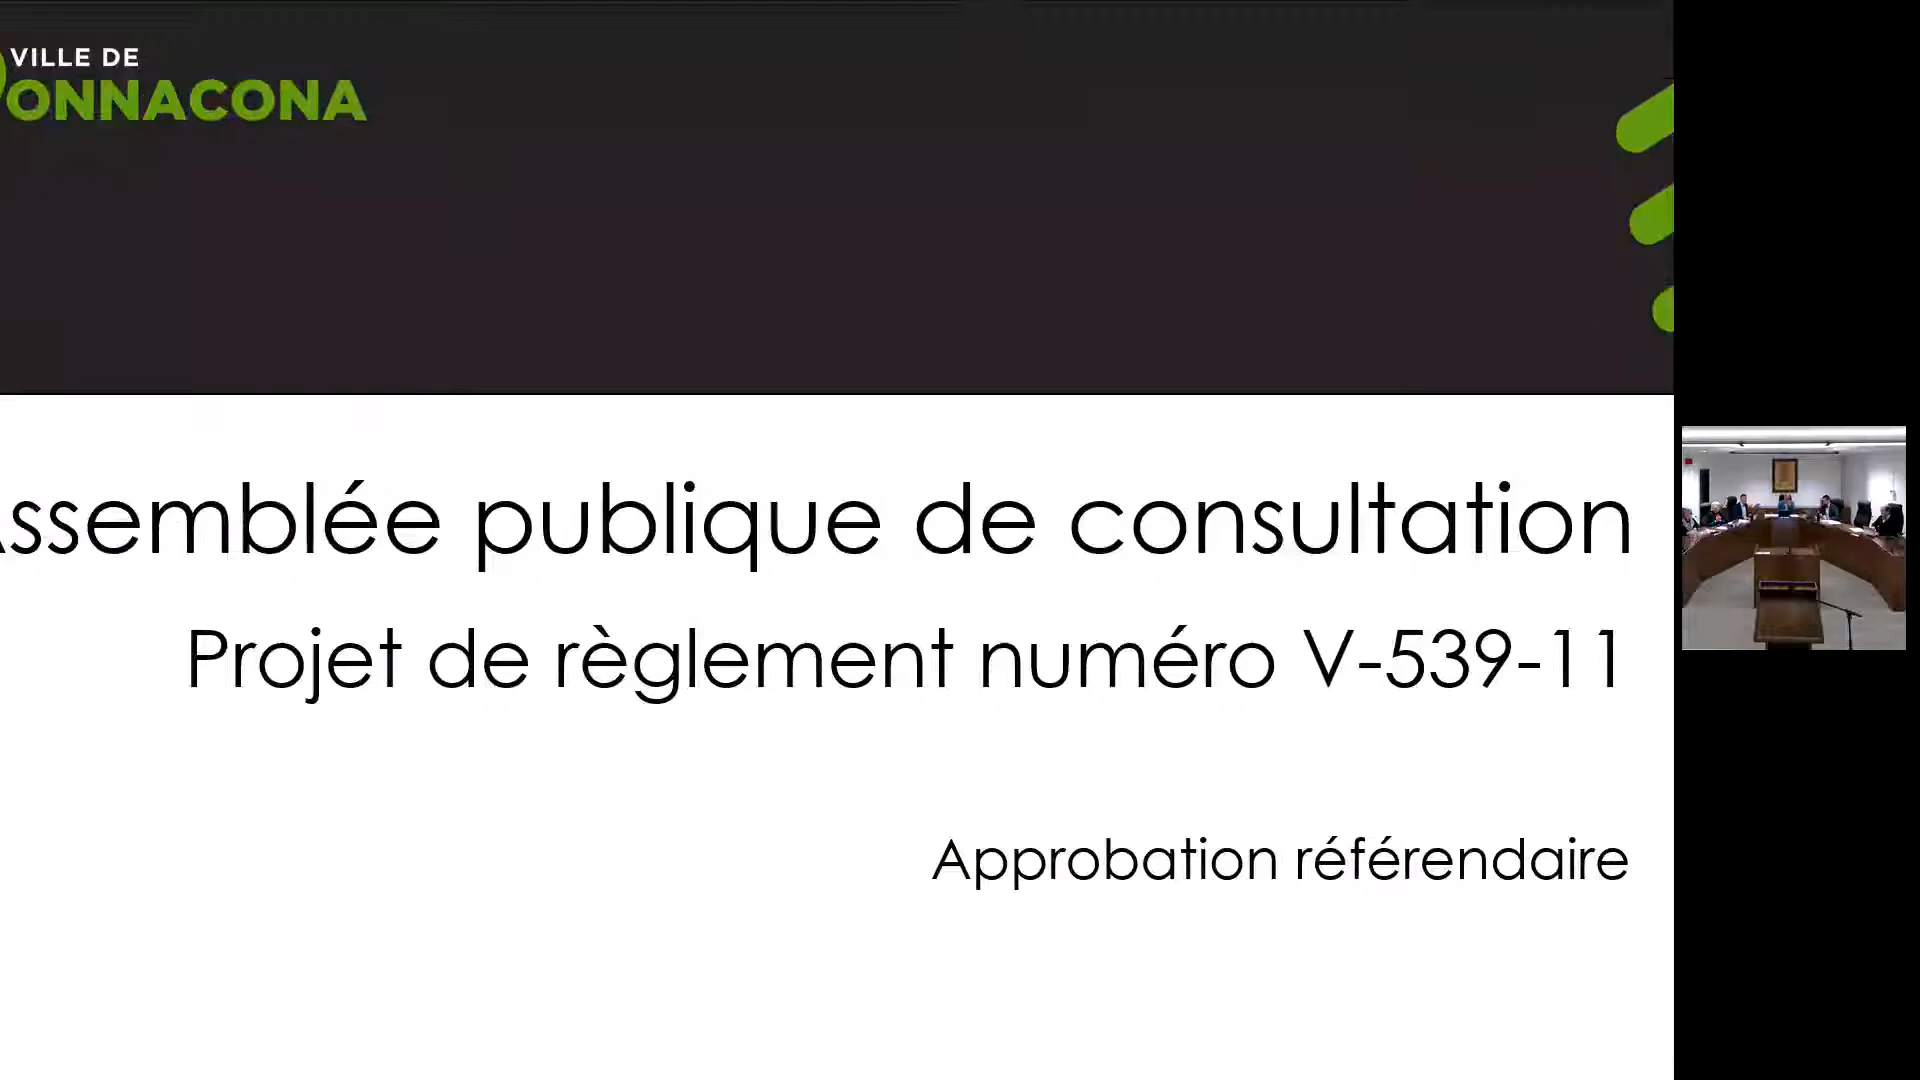 VILLE DE
ONNACONA
ssemblée publique de consultation
Projet de règlement numéro V-539-11
Approbation référendaire